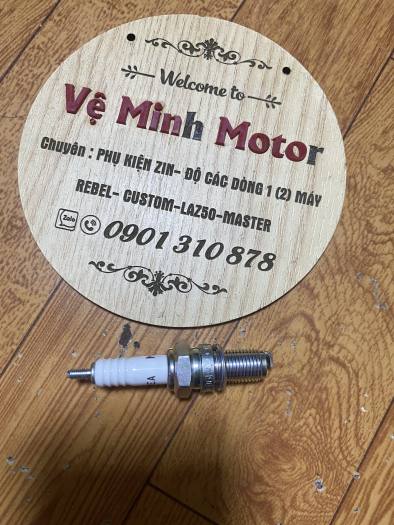 Welcome to
Vệ Minh Motor
Chuyên : PHỤ KIỆN ZIN- ĐỘ CÁC DÒNG 1 (2) MÁY
REBEL- CUSTOM-LAZ50-MASTER
Zalo 0901 310 878